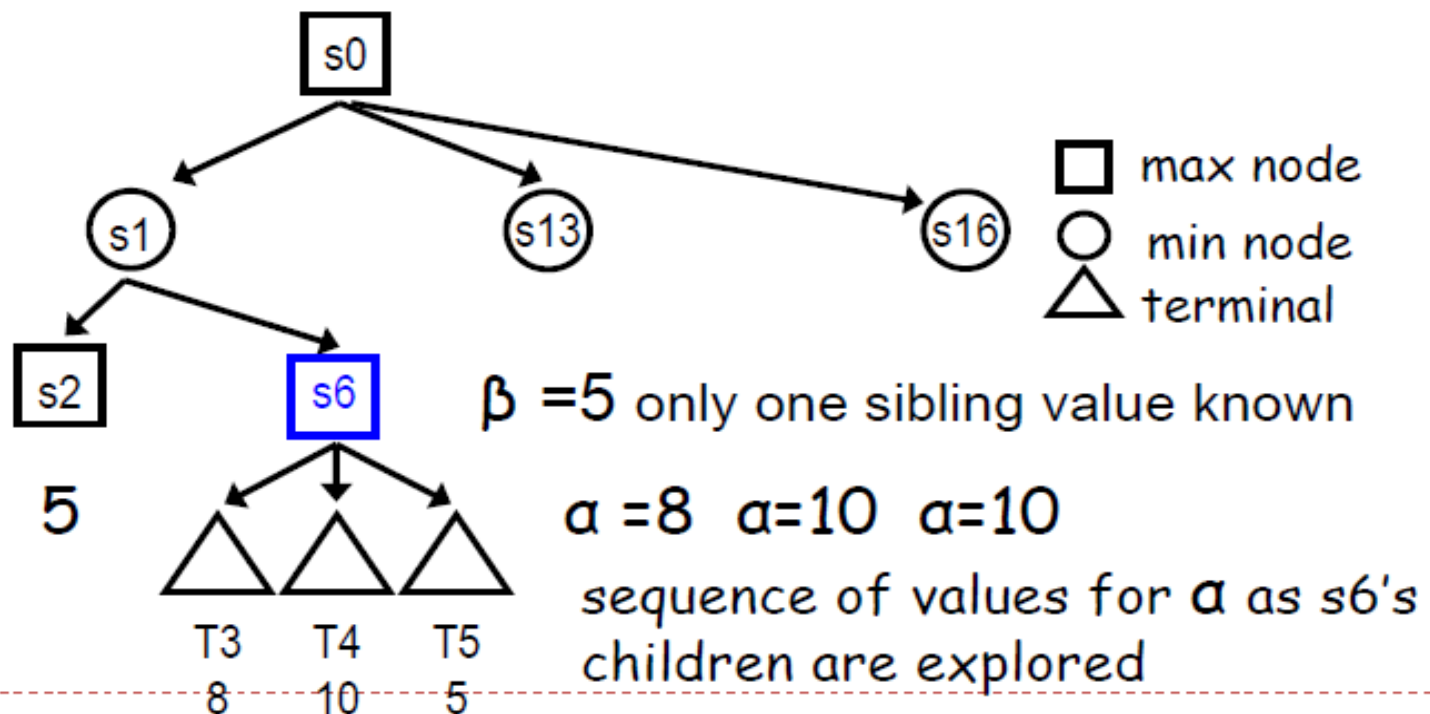 s0
max node
s1
s13
s16
min node
terminal
s2
s6
β =5 only one sibling value known
5
α =8 α=10 α=10
sequence of values for α as s6's
children are explored
T3 T4 T5
8 10 5